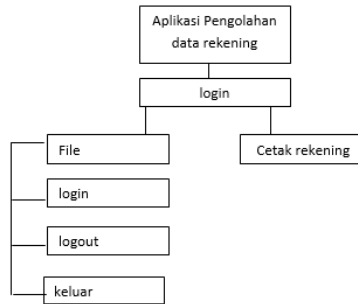 Aplikasi Pengolahan
data rekening
login
File
Cetak rekening
login
logout
keluar